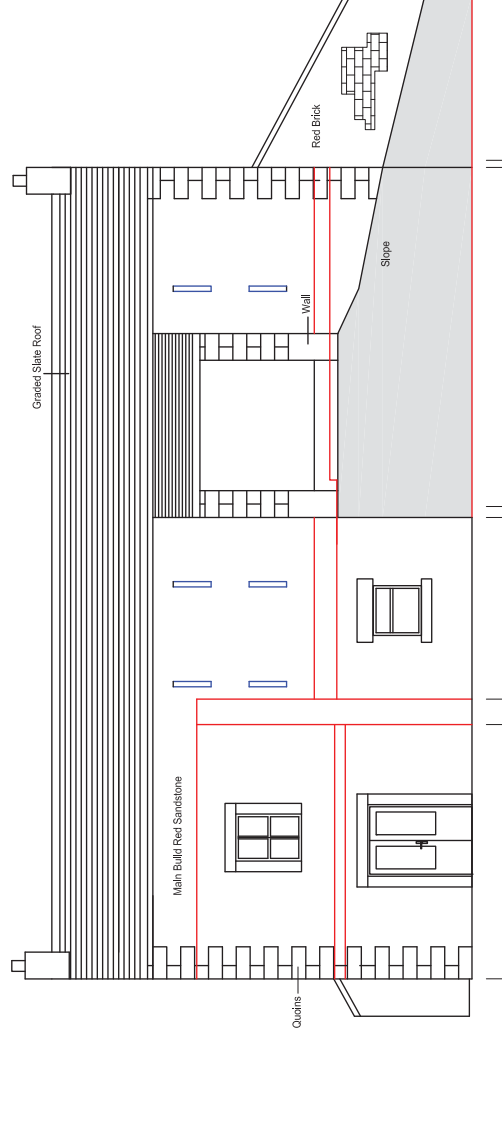 Graded Slate Roof
Main Build Red Sandstone
Quoins
Wall
Red Brick
Slope